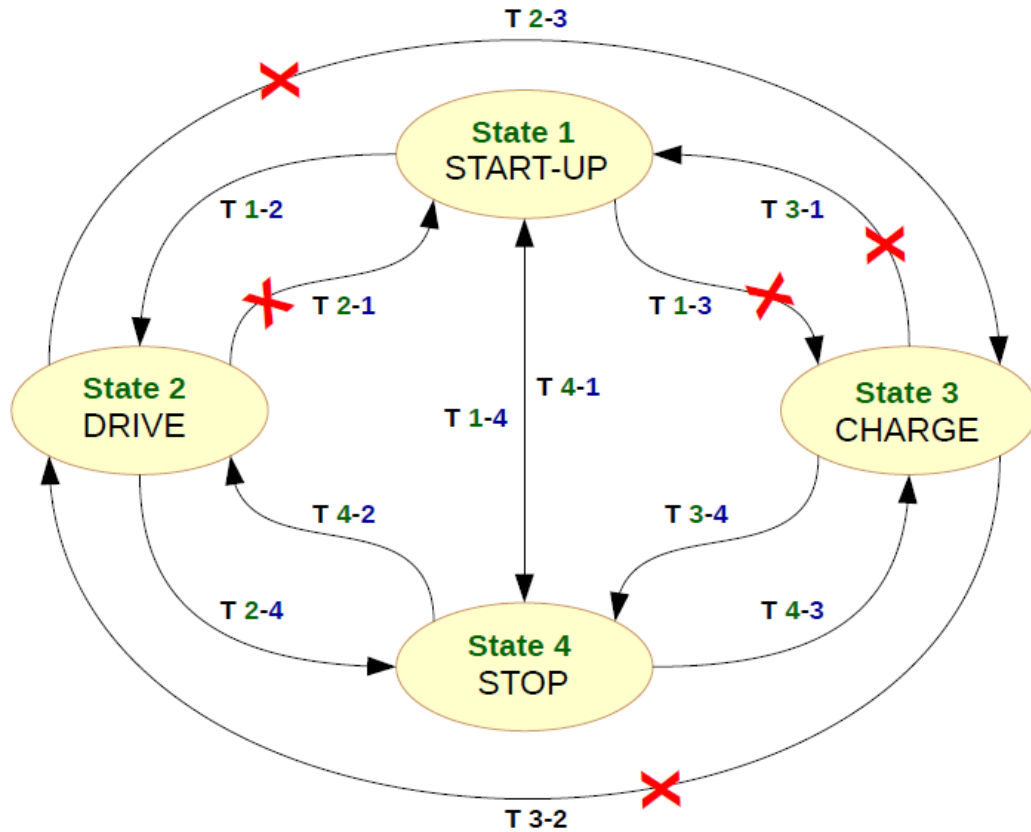 T 2-3
State 1
START-UP
T 1-2
T 3-1
T 2-1
T 1-3
State 2
DRIVE
T 4-1
T 1-4
State 3
CHARGE
T 4-2
T 3-4
T 2-4
T 4-3
State 4
STOP
T 3-2